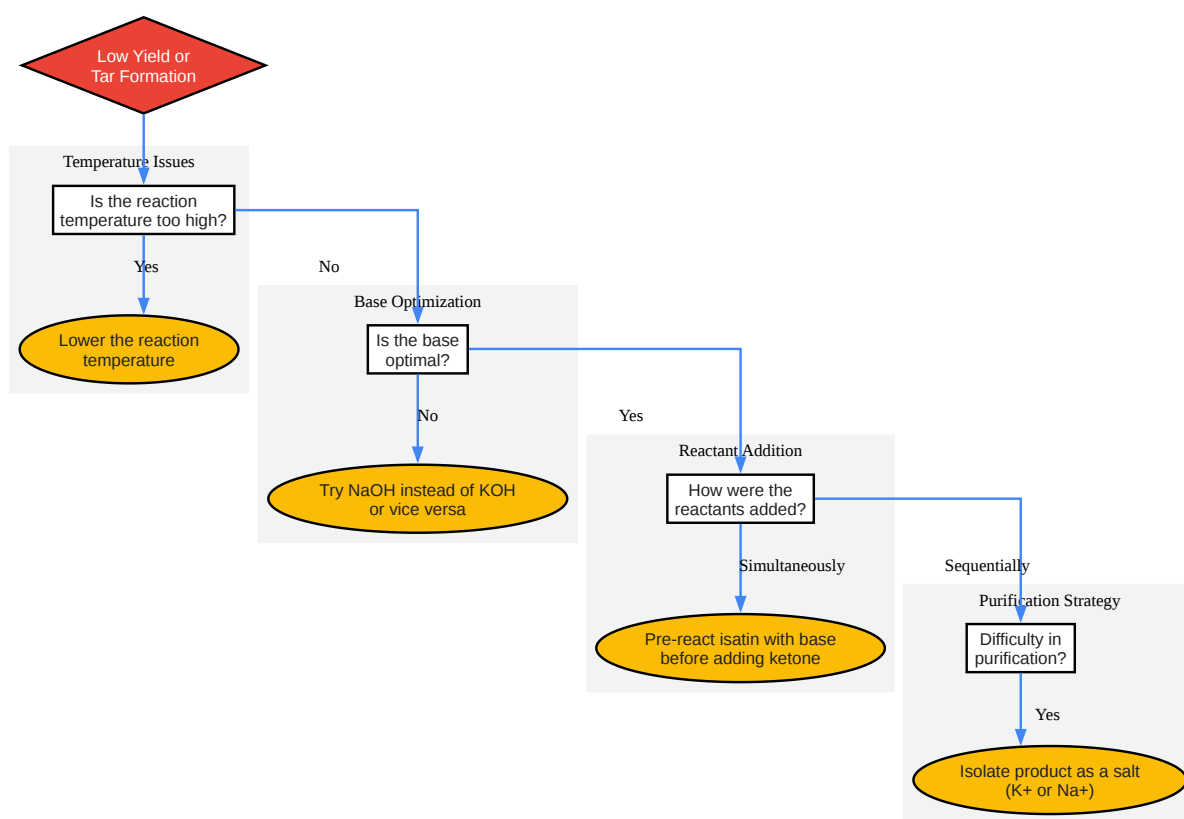 Low Yield or
Tar Formation
Temperature Issues
Is the reaction
temperature too high?
Yes
No
Lower the reaction
temperature
Base Optimization
Is the base
optimal?
No
Yes
Try NaOH instead of KOH
or vice versa
Reactant Addition
How were the
reactants added?
Simultaneously
Sequentially
Pre-react isatin with base
before adding ketone
Purification Strategy
Difficulty in
purification?
Yes
Isolate product as a salt
(K+ or Na+)